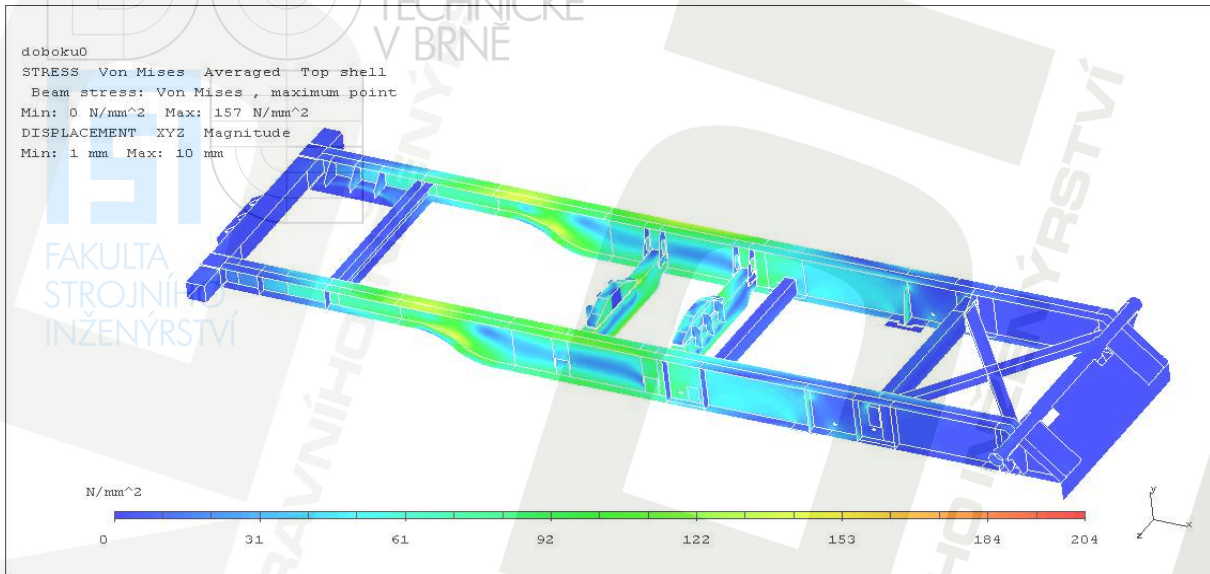 TECHNICKÉ
V BRNĚ
doboku0
STRESS Von Mises Averaged Top shell
Beam stress: Von Mises , maximum point
Min: 0 N/mm^2 Max: 157 N/mm^2
DISPLACEMENT XYZ Magnitude
Min: 1 mm Max: 10 mm
FAKULTA
STROJNÍHO
INŽENÝRSTVÍ
N/mm^2
0 31 61 92 122 153 184 204
y
x
z